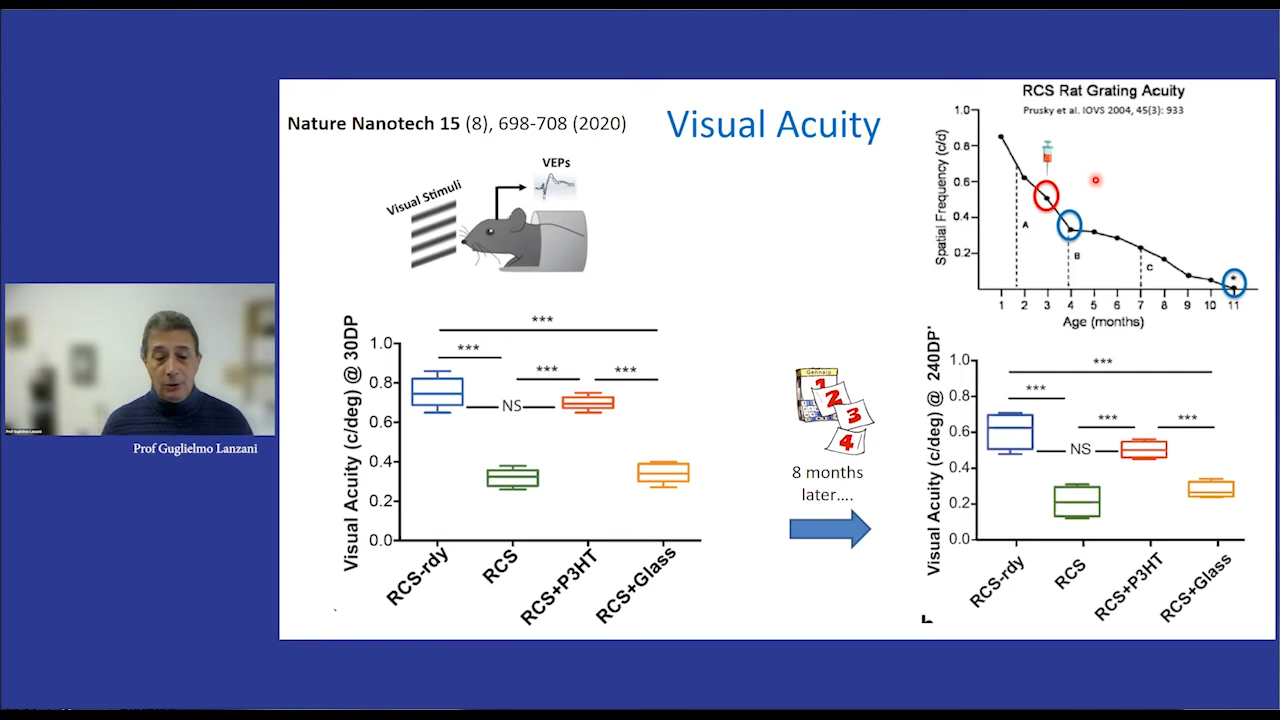 Nature Nanotech 15 (8), 698-708 (2020)
Visual Acuity
RCS Rat Grating Acuity
Prusky et al. IOVS 2004, 45(3): 933
Spatial Frequency (c/d)
1.0
0.8
0.6
0.4
0.2
A
B
C
*
1 2 3 4 5 6 7 8 9 10 11
Age (months)
VEPs
Visual Stimuli
Visual Acuity (c/deg) @ 30DP
1.0
0.8
0.6
0.4
0.2
0.0
***
***
***
***
NS
RCS-rdy
RCS
RCS+P3HT
RCS+Glass
Gennaio
1
2
3
4
8 months
later....
Visual Acuity (c/deg) @ 240DP'
1.0
0.8
0.6
0.4
0.2
0.0
***
***
***
***
NS
RCS-rdy
RCS
RCS+P3HT
RCS+Glass
Prof Guglielmo Lanzani
Prof Guglielmo Lanzani